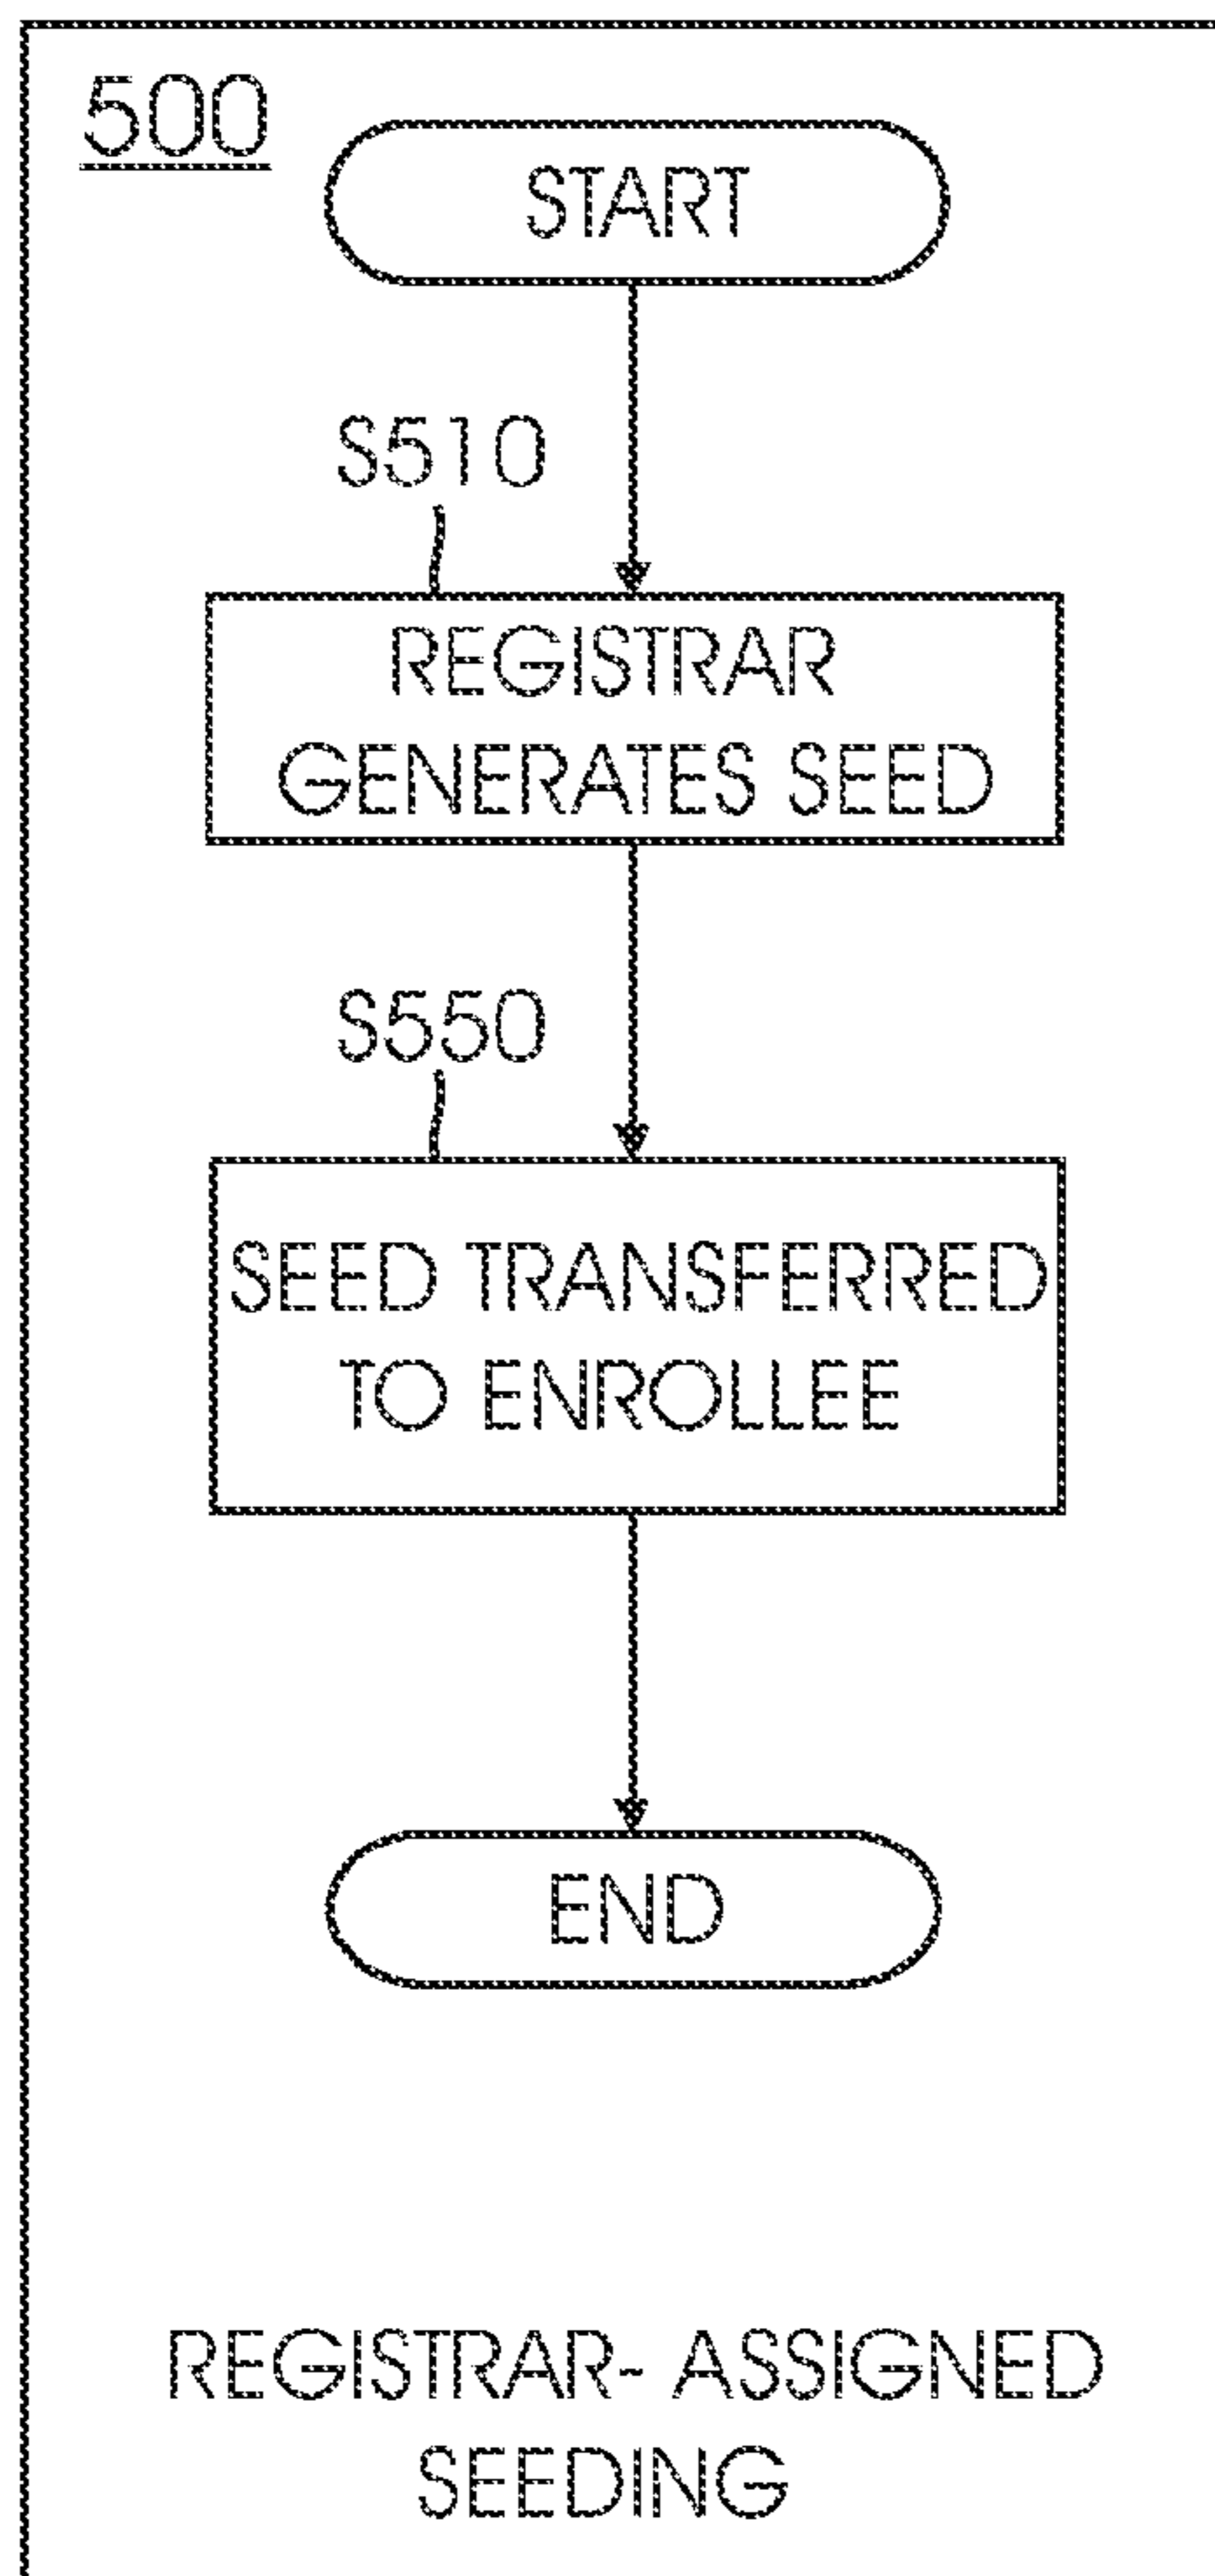 500
START
S510
REGISTRAR
GENERATES SEED
S550
SEED TRANSFERRED
TO ENROLLEE
END
REGISTRAR- ASSIGNED
SEEDING